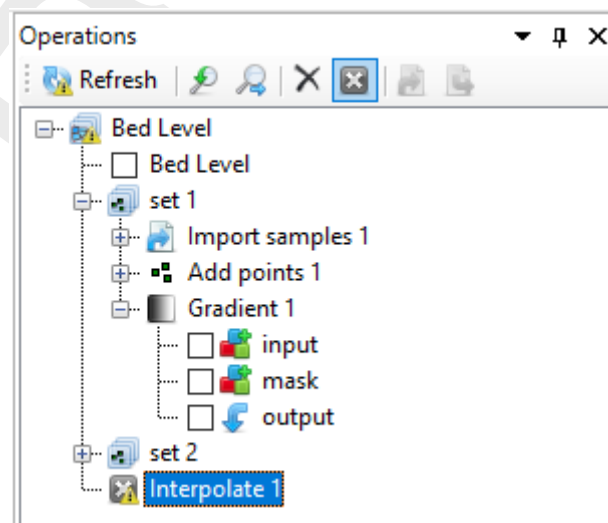 Operations
Refresh
Bed Level
Bed Level
set 1
Import samples 1
Add points 1
Gradient 1
input
mask
output
set 2
Interpolate 1